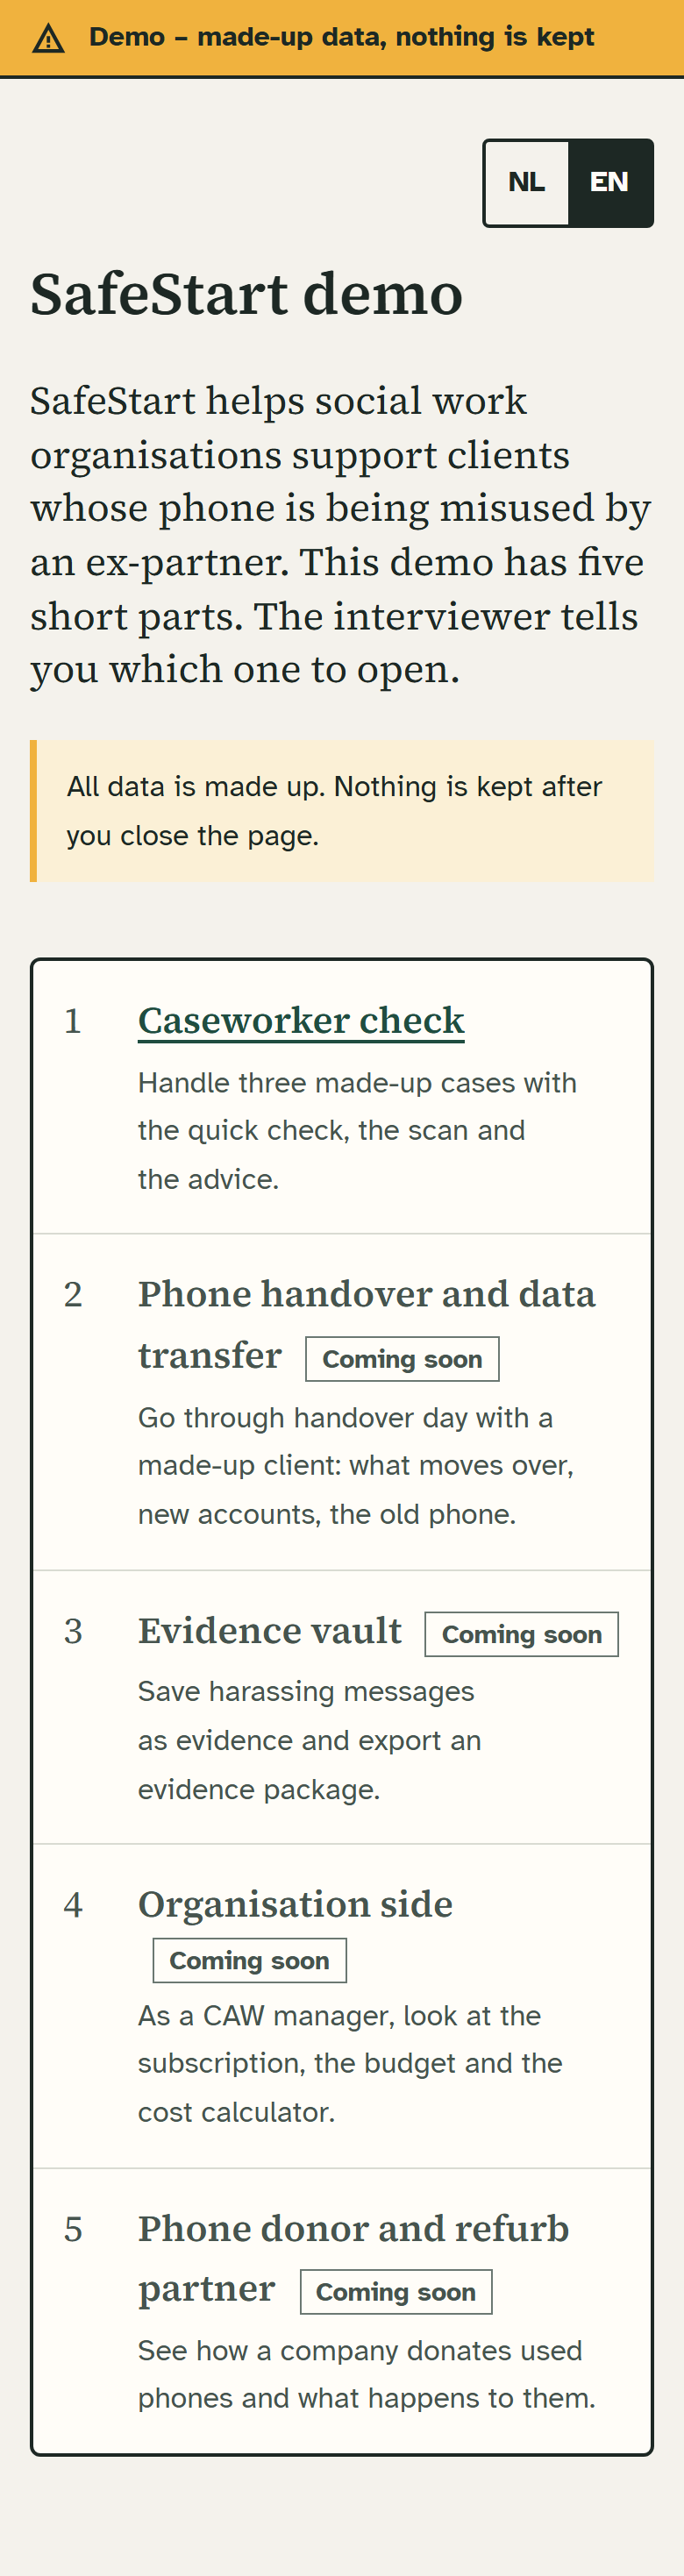 Demo – made-up data, nothing is kept
NL EN
SafeStart demo
SafeStart helps social work
organisations support clients
whose phone is being misused by
an ex-partner. This demo has five
short parts. The interviewer tells
you which one to open.
All data is made up. Nothing is kept after
you close the page.
1 Caseworker check
Handle three made-up cases with
the quick check, the scan and
the advice.
2 Phone handover and data
transfer Coming soon
Go through handover day with a
made-up client: what moves over,
new accounts, the old phone.
3 Evidence vault Coming soon
Save harassing messages
as evidence and export an
evidence package.
4 Organisation side
Coming soon
As a CAW manager, look at the
subscription, the budget and the
cost calculator.
5 Phone donor and refurb
partner Coming soon
See how a company donates used
phones and what happens to them.